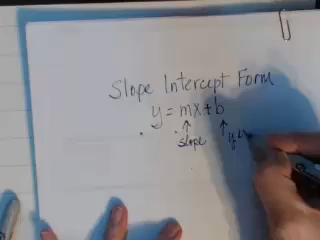 Slope Intercept Form
y = mx + b
slope